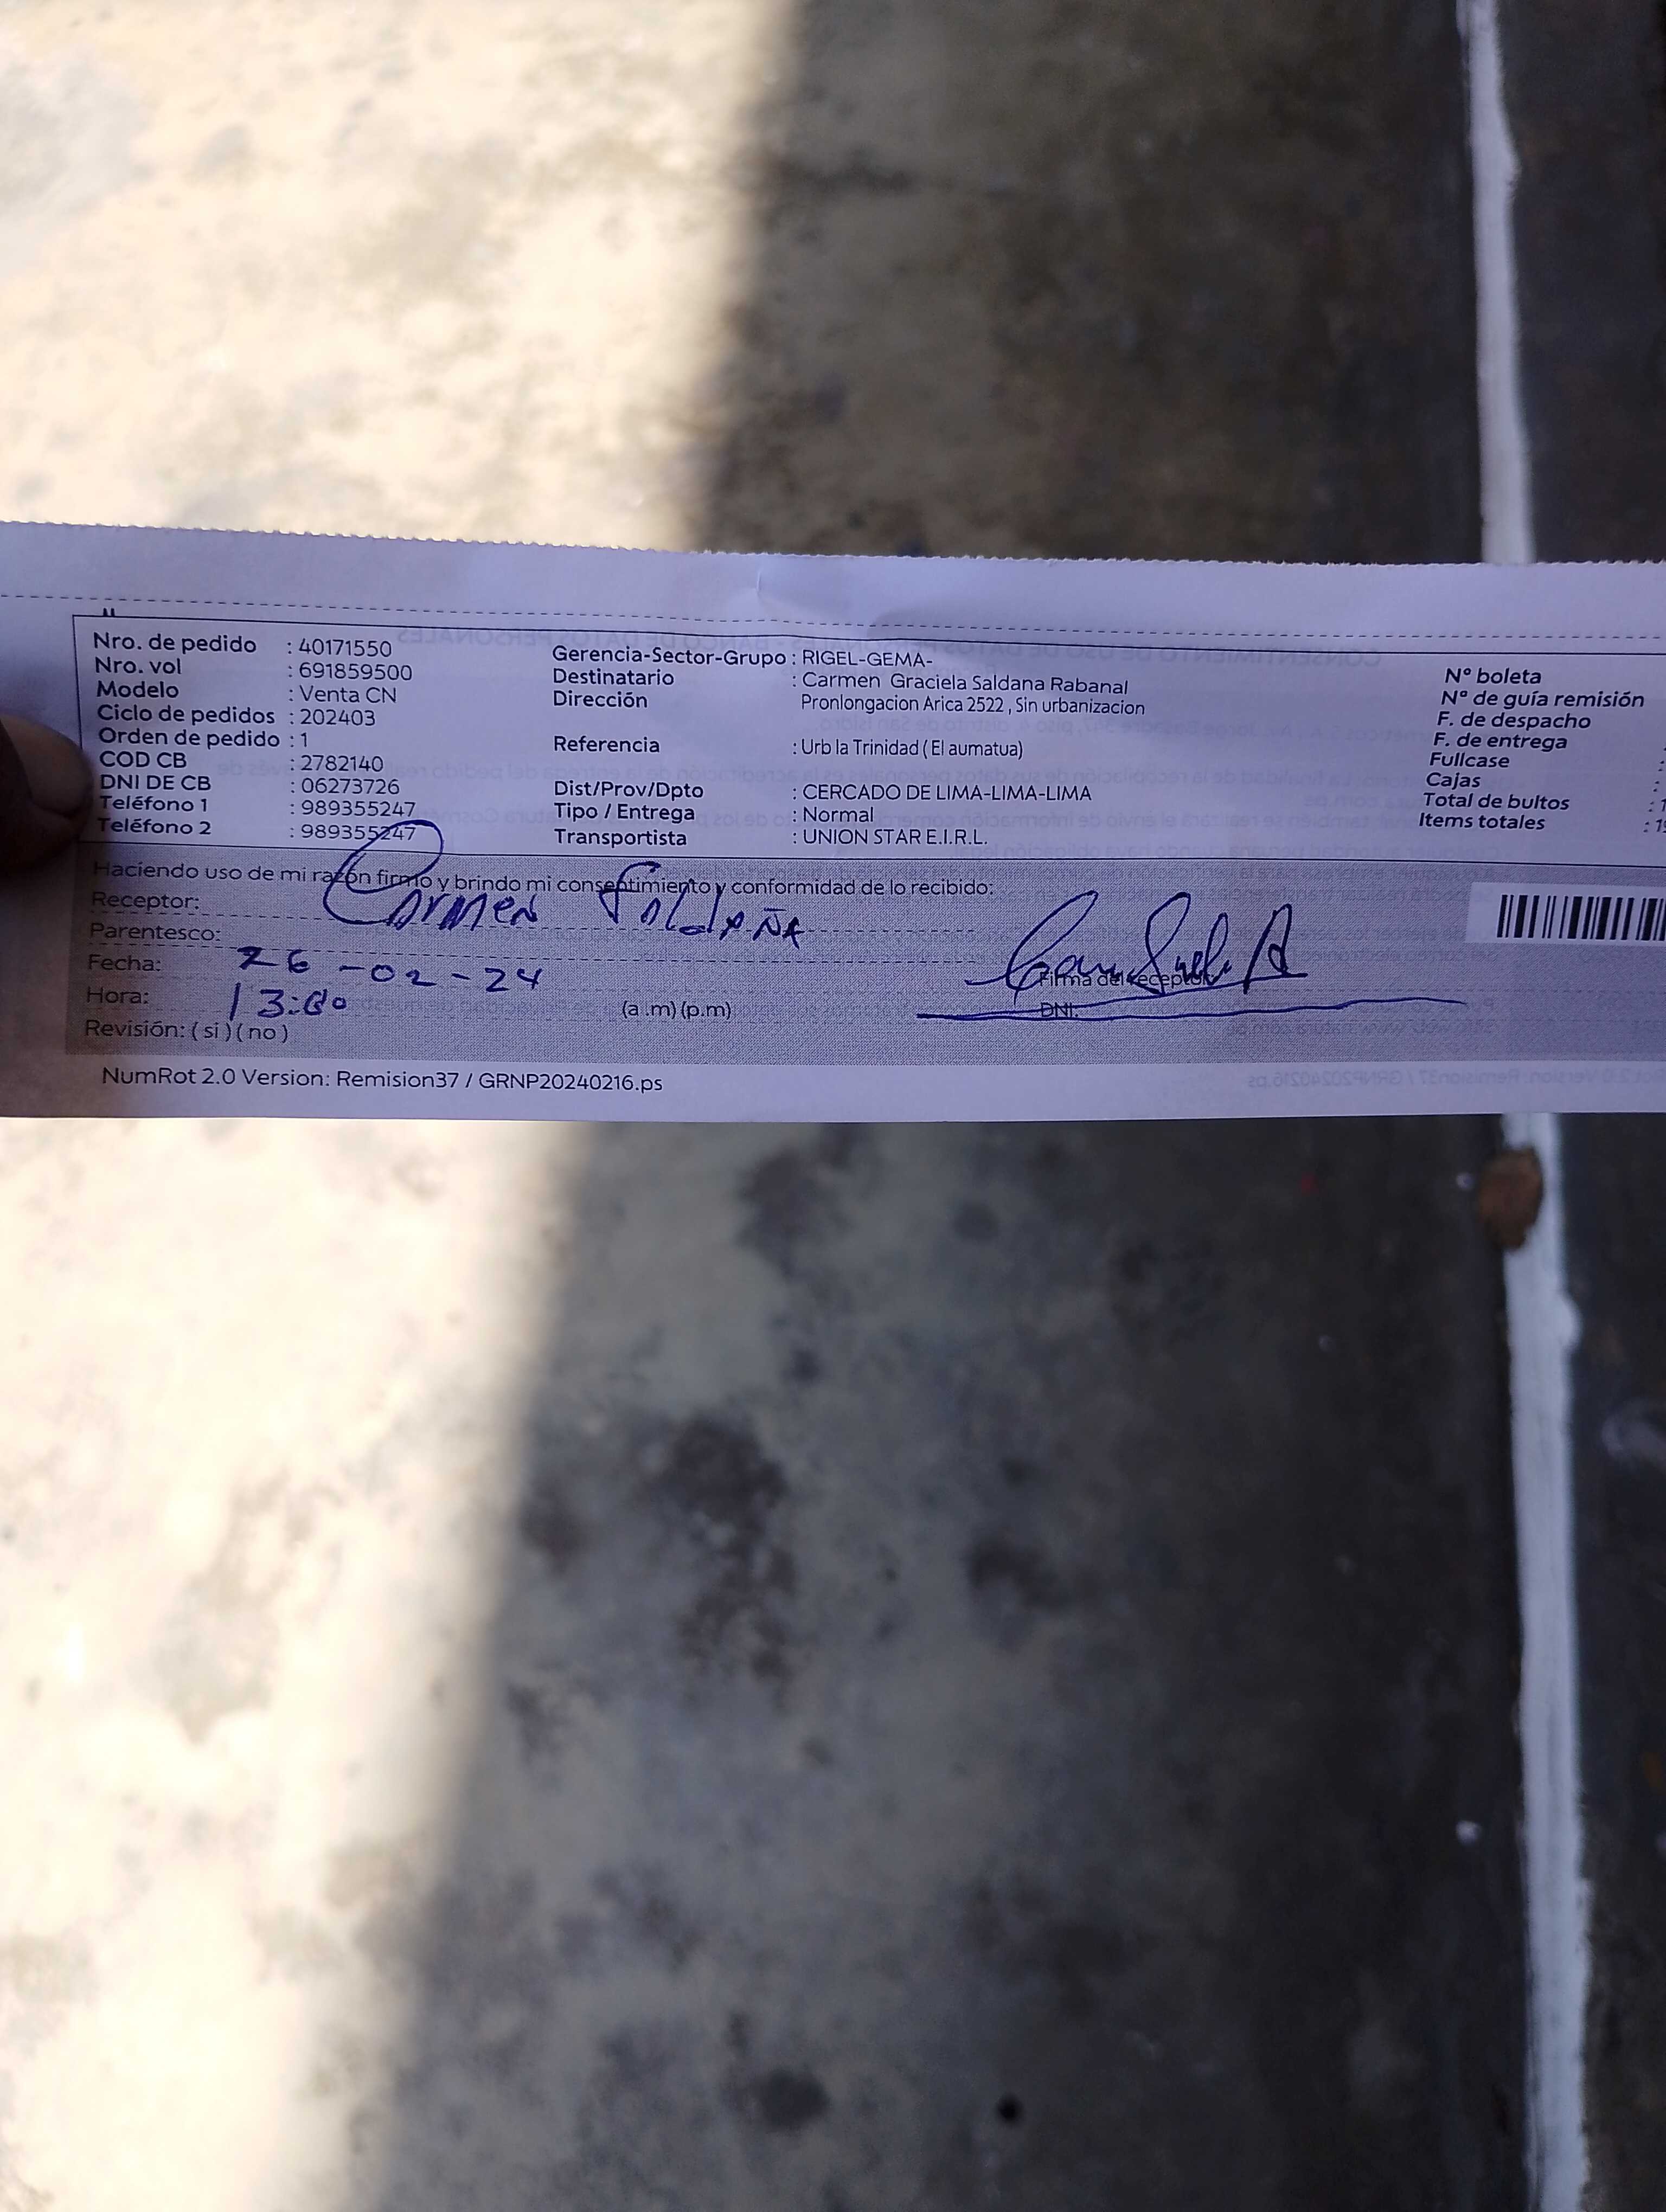 Nro. de pedido : 40171550
Nro. vol : 691859500
Modelo : Venta CN
Ciclo de pedidos : 202403
Orden de pedido : 1
COD CB : 2782140
DNI DE CB : 06273726
Teléfono 1 : 989355247
Teléfono 2 : 989355247
Gerencia-Sector-Grupo : RIGEL-GEMA-
Destinatario : Carmen Graciela Saldana Rabanal
Dirección Pronlongacion Arica 2522 , Sin urbanizacion
Referencia : Urb la Trinidad ( El aumatua)
Dist/Prov/Dpto : CERCADO DE LIMA-LIMA-LIMA
Tipo / Entrega : Normal
Transportista : UNION STAR E.I.R.L.
Nº boleta
Nº de guía remisión
F. de despacho
F. de entrega
Fullcase :
Cajas :
Total de bultos : 1
Items totales :
Haciendo uso de mi razón firmo y brindo mi consentimiento y conformidad de lo recibido:
Receptor: Carmen SaldAÑA
Parentesco:
Fecha: 26-02-24
Hora: (a .m) (p.m)
Revisión: ( si ) ( no )
Firma del receptor
DNI:
NumRot 2.0 Version: Remision37 / GRNP20240216.ps